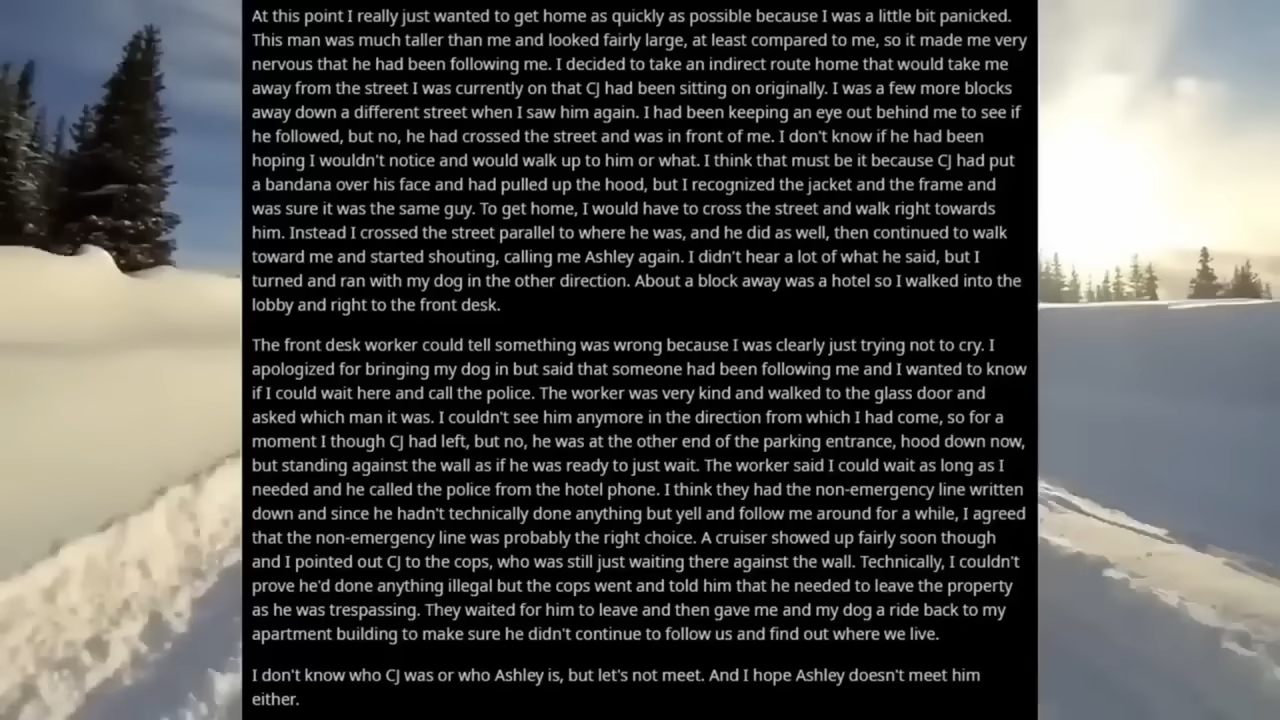 At this point I really just wanted to get home as quickly as possible because I was a little bit panicked.
This man was much taller than me and looked fairly large, at least compared to me, so it made me very
nervous that he had been following me. I decided to take an indirect route home that would take me
away from the street I was currently on that CJ had been sitting on originally. I was a few more blocks
away down a different street when I saw him again. I had been keeping an eye out behind me to see if
he followed, but no, he had crossed the street and was in front of me. I don't know if he had been
hoping I wouldn't notice and would walk up to him or what. I think that must be it because CJ had put
a bandana over his face and had pulled up the hood, but I recognized the jacket and the frame and
was sure it was the same guy. To get home, I would have to cross the street and walk right towards
him. Instead I crossed the street parallel to where he was, and he did as well, then continued to walk
toward me and started shouting, calling me Ashley again. I didn't hear a lot of what he said, but I
turned and ran with my dog in the other direction. About a block away was a hotel so I walked into the
lobby and right to the front desk.
The front desk worker could tell something was wrong because I was clearly just trying not to cry. I
apologized for bringing my dog in but said that someone had been following me and I wanted to know
if I could wait here and call the police. The worker was very kind and walked to the glass door and
asked which man it was. I couldn't see him anymore in the direction from which I had come, so for a
moment I though CJ had left, but no, he was at the other end of the parking entrance, hood down now,
but standing against the wall as if he was ready to just wait. The worker said I could wait as long as I
needed and he called the police from the hotel phone. I think they had the non-emergency line written
down and since he hadn't technically done anything but yell and follow me around for a while, I agreed
that the non-emergency line was probably the right choice. A cruiser showed up fairly soon though
and I pointed out CJ to the cops, who was still just waiting there against the wall. Technically, I couldn't
prove he'd done anything illegal but the cops went and told him that he needed to leave the property
as he was trespassing. They waited for him to leave and then gave me and my dog a ride back to my
apartment building to make sure he didn't continue to follow us and find out where we live.
I don't know who CJ was or who Ashley is, but let's not meet. And I hope Ashley doesn't meet him
either.